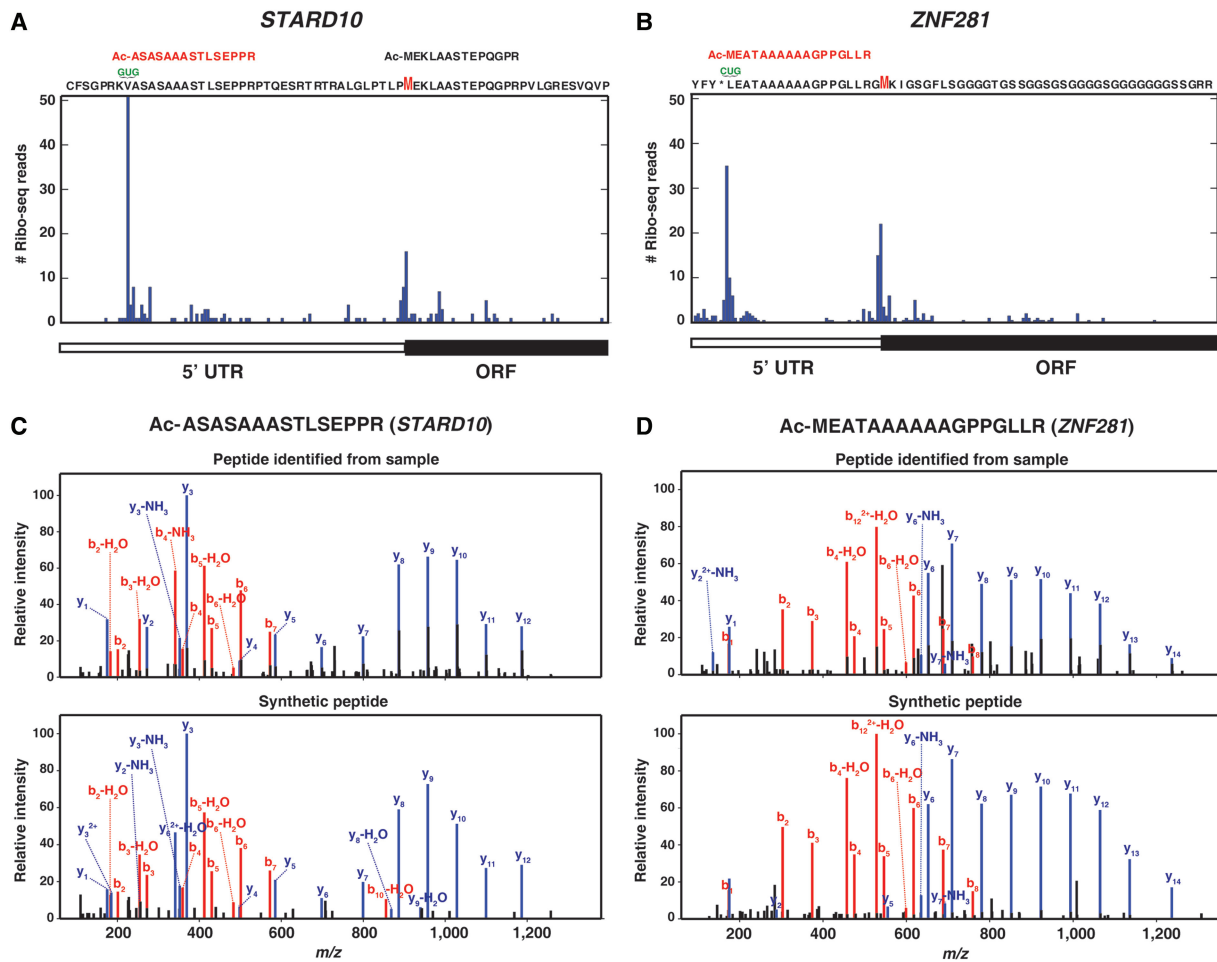 A
STARD10
Ac-ASASAAASTLSEPPR
Ac-MEKLAASTEPQGPR
GUG
CFSGPRKVASASAAASTLSEPPRPTQESRTRTRALGLPTLPMEKLAASTEPQGPRPVLGRESVQVP
50
40
30
20
10
0
# Ribo-seq reads
5' UTR
ORF
B
ZNF281
Ac-MEATAAAAAAGPPGLLR
CUG
YFY*LEATAAAAAAGPPGLLRGMKIGSGFLSGGGGTGSSGGSGSGGGGSGGGGGGGSSGRR
50
40
30
20
10
0
# Ribo-seq reads
5' UTR
ORF
C
Ac-ASASAAASTLSEPPR (STARD10)
Peptide identified from sample
Relative intensity
100
80
60
40
20
0
y₁
b₂-H₂O
b₂
b₃-H₂O
y₂
y₃-NH₃
b₄-NH₃
y₃
b₄
b₅-H₂O
b₅
b₆-H₂O
b₆
y₄
b₇
y₅
y₆
y₇
y₈
y₉
y₁₀
y₁₁
y₁₂
Synthetic peptide
Relative intensity
100
80
60
40
20
0
y₁
y₃²⁺
b₂-H₂O
b₂
y₂-NH₃
b₃-H₂O
b₃
y₃-NH₃
y₆²⁺-H₂O
y₃
b₄
b₅-H₂O
b₅
b₆-H₂O
b₆
y₄
b₇
y₅
y₆
y₇
y₈-H₂O
b₁₀-H₂O
y₈
y₉-H₂O
y₉
y₁₀
y₁₁
y₁₂
200
400
600
800
1,000
1,200
m/z
D
Ac-MEATAAAAAAGPPGLLR (ZNF281)
Peptide identified from sample
Relative intensity
100
80
60
40
20
0
y₂²⁺-NH₃
y₁
b₁
b₂
b₃
b₄-H₂O
b₄
b₁₂²⁺-H₂O
b₅
b₆-H₂O
b₆
y₆-NH₃
y₆
b₇
y₇-NH₃
y₇
b₈
y₈
y₉
y₁₀
y₁₁
y₁₂
y₁₃
y₁₄
Synthetic peptide
Relative intensity
100
80
60
40
20
0
b₁
y₂
b₂
b₃
b₄-H₂O
b₄
b₁₂²⁺-H₂O
b₅
y₅
b₆-H₂O
b₆
y₆-NH₃
y₆
b₇
y₇-NH₃
y₇
b₈
y₈
y₉
y₁₀
y₁₁
y₁₂
y₁₃
y₁₄
200
400
600
800
1,000
1,200
m/z